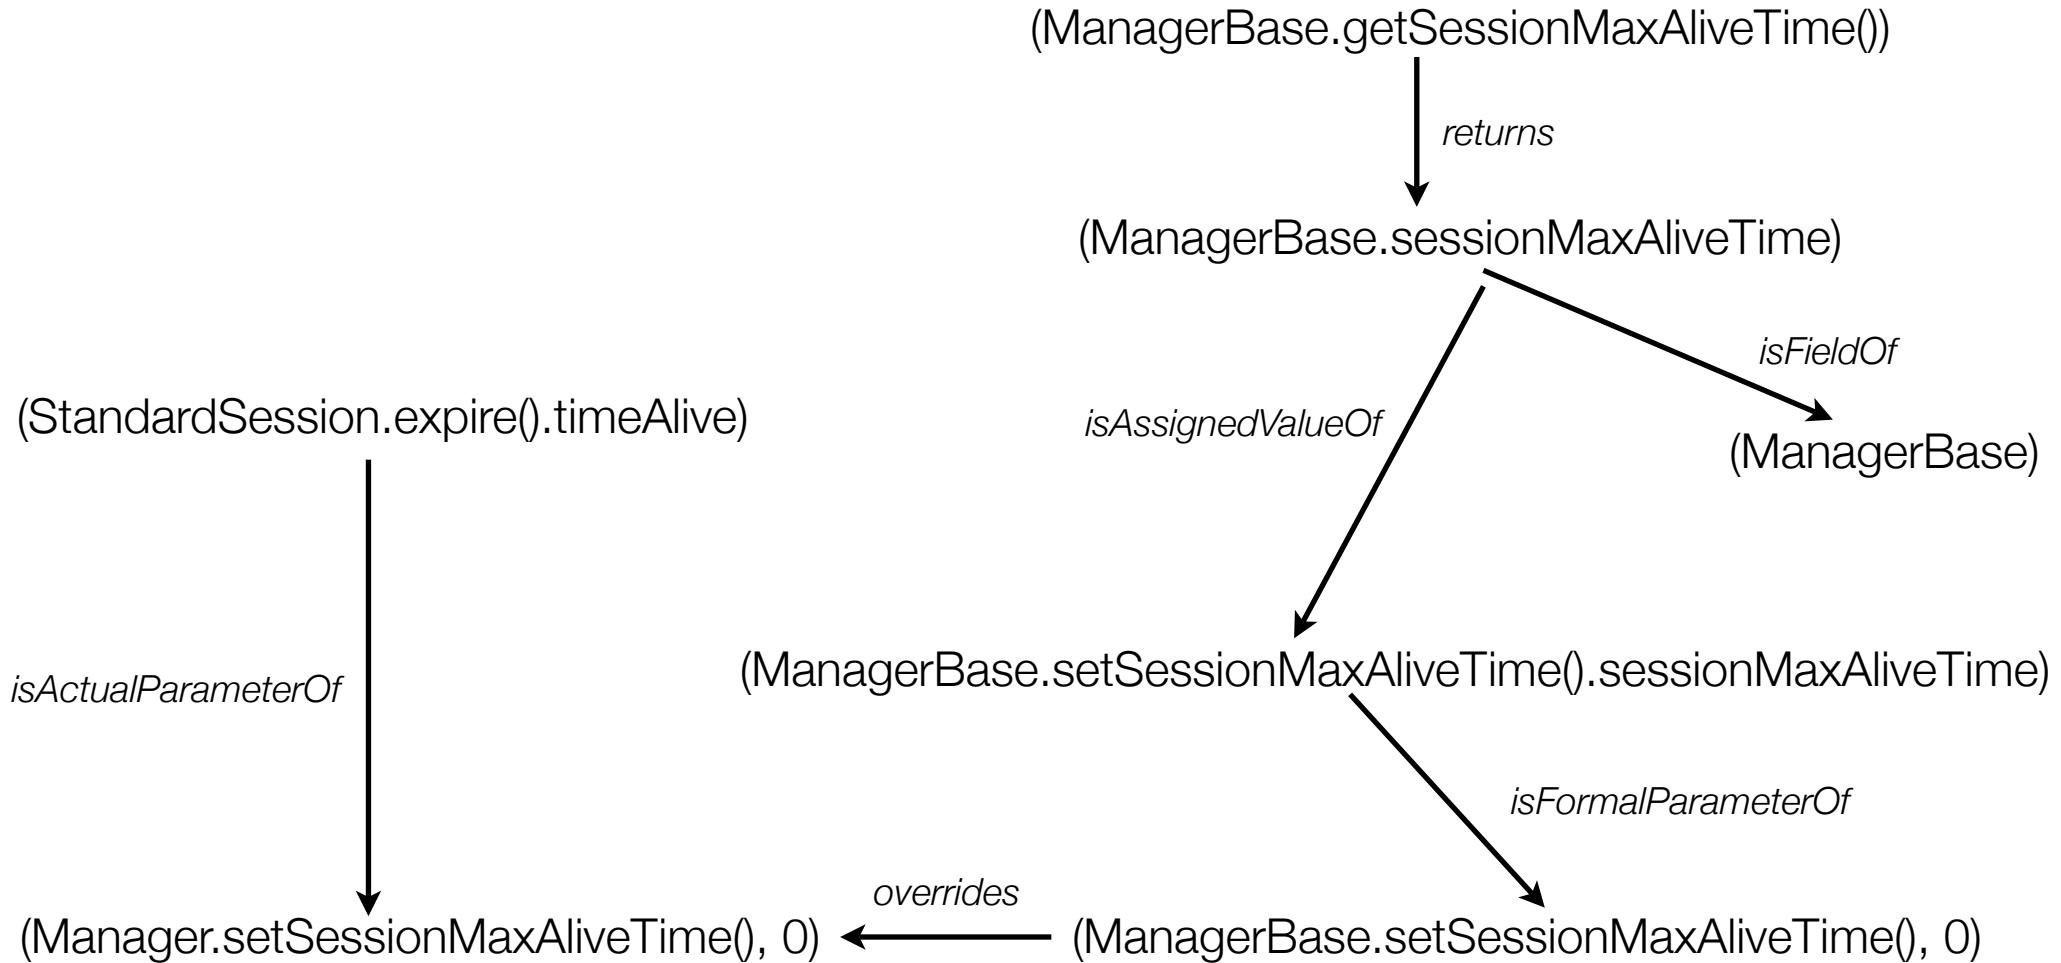 (ManagerBase.getSessionMaxAliveTime())
returns
(ManagerBase.sessionMaxAliveTime)
isFieldOf
(StandardSession.expire().timeAlive)
isAssignedValueOf
(ManagerBase)
(ManagerBase.setSessionMaxAliveTime().sessionMaxAliveTime)
isActualParameterOf
isFormalParameterOf
overrides
(Manager.setSessionMaxAliveTime(), 0)
(ManagerBase.setSessionMaxAliveTime(), 0)